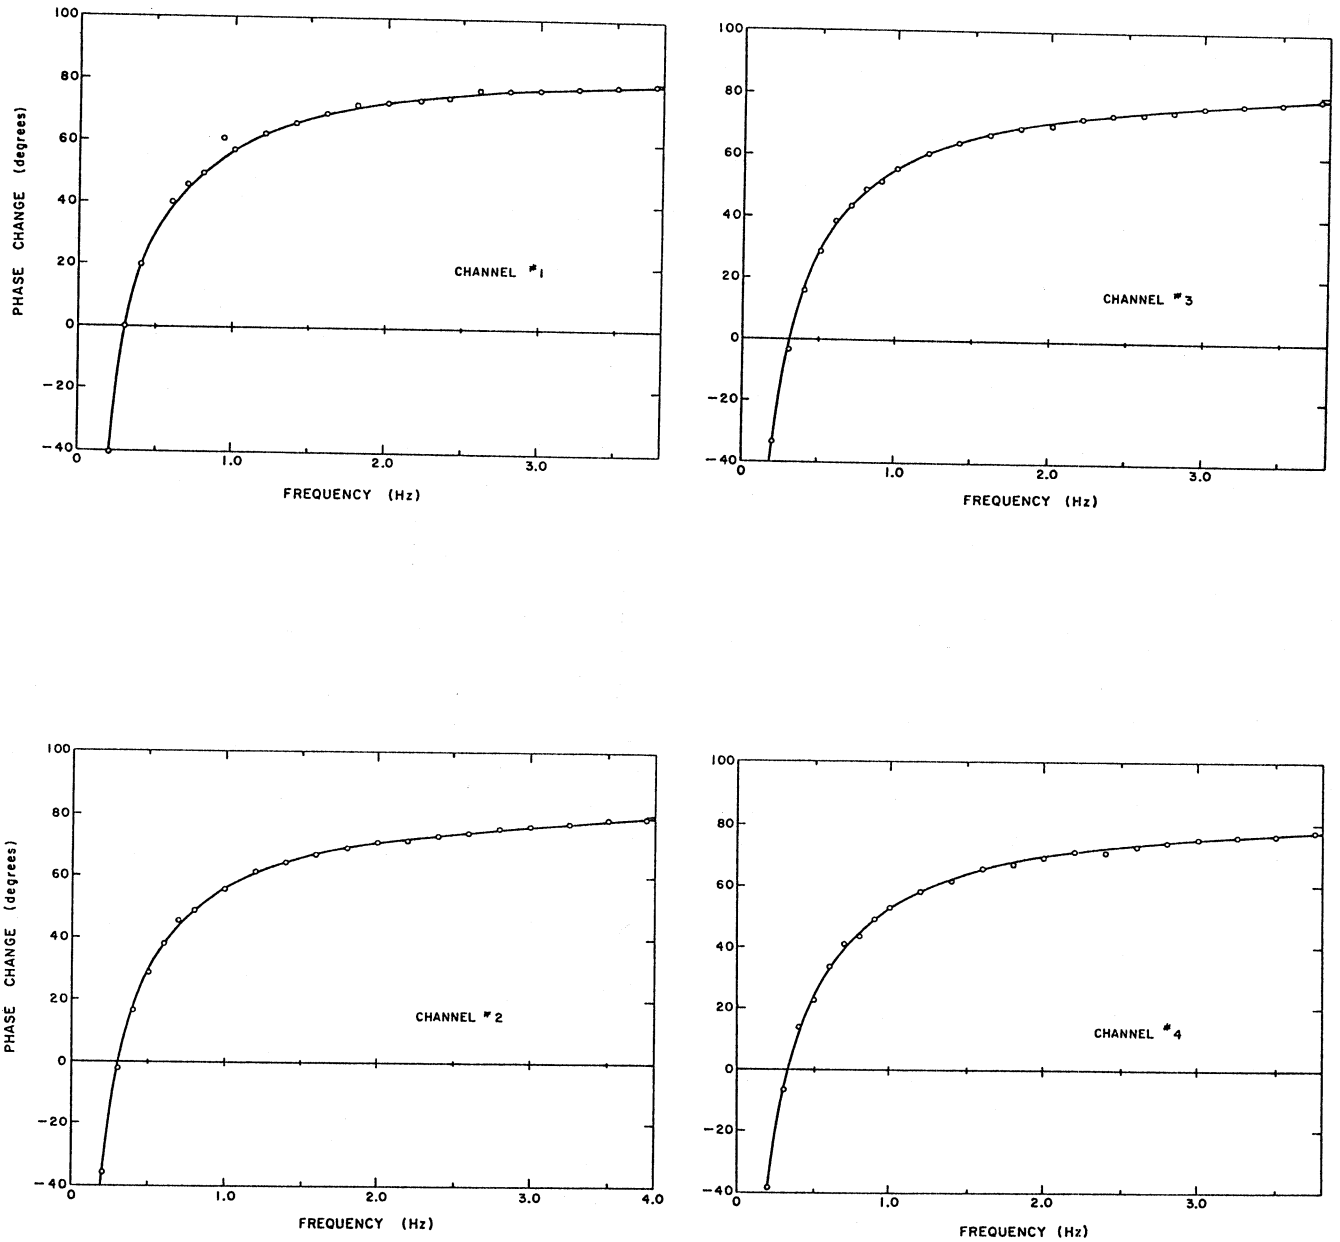 100
80
60
40
20
0
−20
−40
0 1.0 2.0 3.0
PHASE CHANGE (degrees)
CHANNEL #1
FREQUENCY (Hz)
100
80
60
40
20
0
−20
−40
0 1.0 2.0 3.0
CHANNEL #3
FREQUENCY (Hz)
100
80
60
40
20
0
−20
−40
0 1.0 2.0 3.0 4.0
PHASE CHANGE (degrees)
CHANNEL #2
FREQUENCY (Hz)
100
80
60
40
20
0
−20
−40
0 1.0 2.0 3.0
CHANNEL #4
FREQUENCY (Hz)